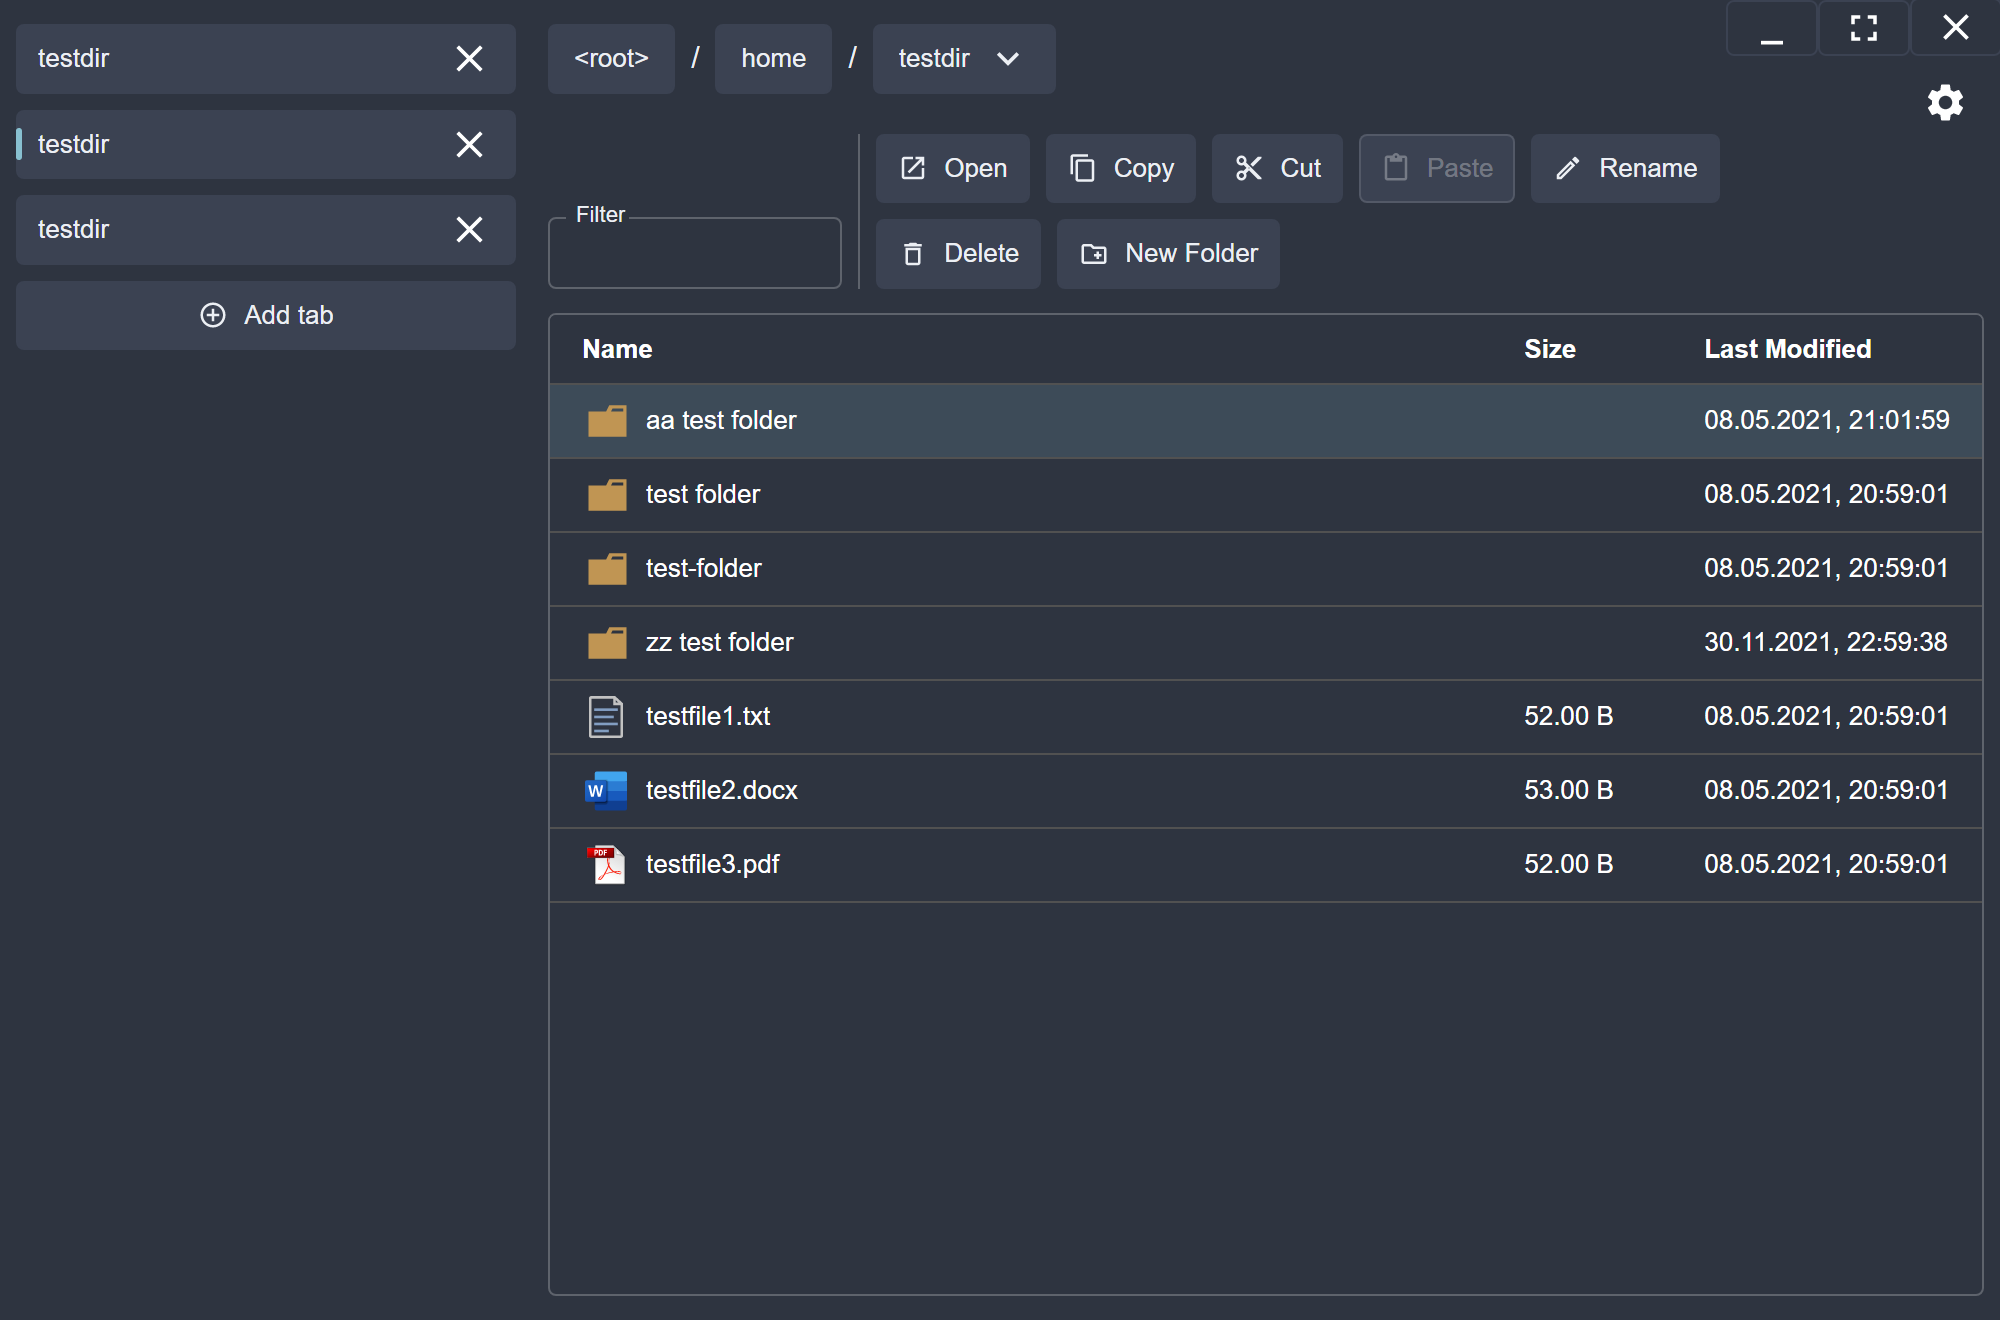 testdir
testdir
testdir
Add tab
<root> / home / testdir
Filter
Open Copy Cut Paste Rename
Delete New Folder
Name Size Last Modified
aa test folder 08.05.2021, 21:01:59
test folder 08.05.2021, 20:59:01
test-folder 08.05.2021, 20:59:01
zz test folder 30.11.2021, 22:59:38
testfile1.txt 52.00 B 08.05.2021, 20:59:01
W testfile2.docx 53.00 B 08.05.2021, 20:59:01
PDF testfile3.pdf 52.00 B 08.05.2021, 20:59:01